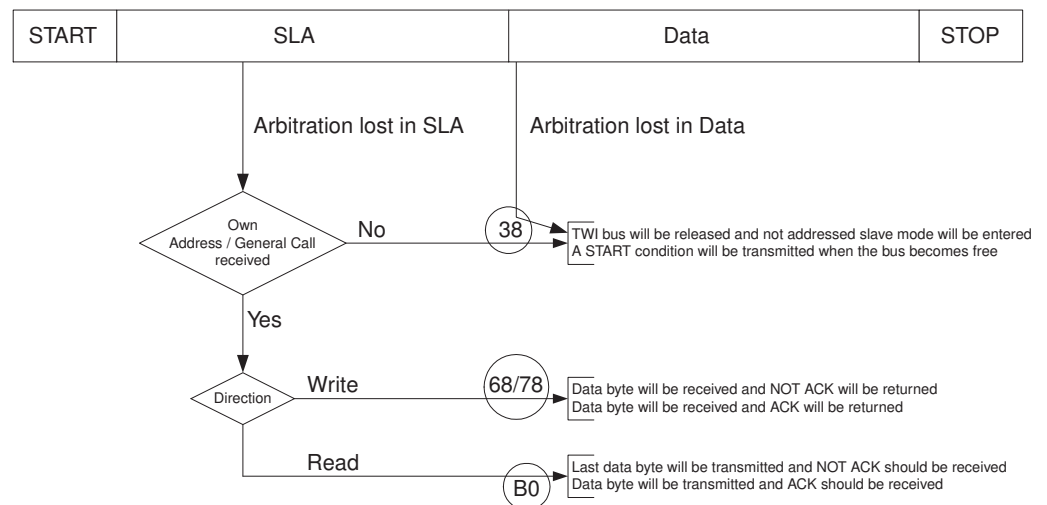 START SLA Data STOP
Arbitration lost in SLA Arbitration lost in Data
Own
Address / General Call
received
No
38
TWI bus will be released and not addressed slave mode will be entered
A START condition will be transmitted when the bus becomes free
Yes
Direction
Write
68/78
Data byte will be received and NOT ACK will be returned
Data byte will be received and ACK will be returned
Read
B0
Last data byte will be transmitted and NOT ACK should be received
Data byte will be transmitted and ACK should be received